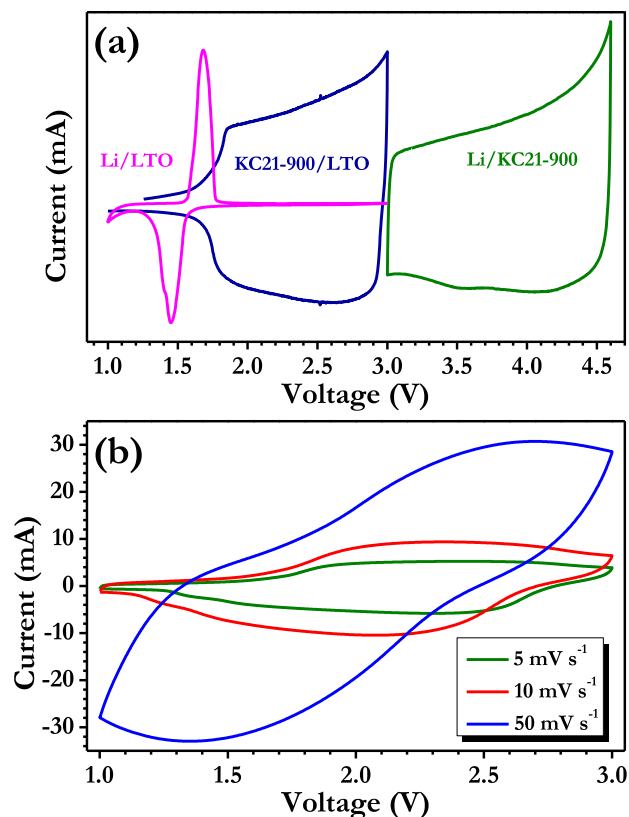 (a)
Li/LTO
KC21-900/LTO
Li/KC21-900
Current (mA)
1.0 1.5 2.0 2.5 3.0 3.5 4.0 4.5
Voltage (V)
(b)
30
20
10
0
-10
-20
-30
Current (mA)
5 mV s-1
10 mV s-1
50 mV s-1
1.0 1.5 2.0 2.5 3.0
Voltage (V)